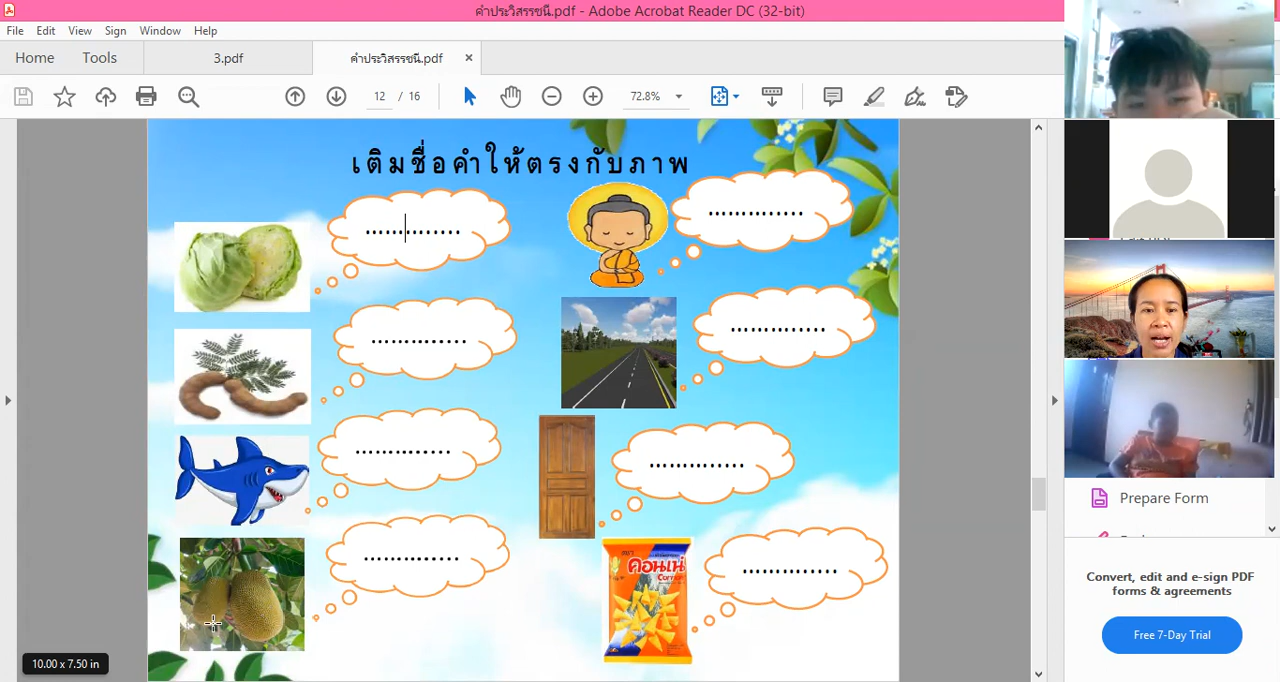 คำประวิสรรชนี.pdf - Adobe Acrobat Reader DC (32-bit)
File Edit View Sign Window Help
Home Tools 3.pdf คำประวิสรรชนี.pdf ×
12 / 16 72.8%
เติมชื่อคำให้ตรงกับภาพ
...............
...............
...............
...............
...............
...............
...............
คอนเน่
Corn
...............
10.00 x 7.50 in
Prepare Form
Convert, edit and e-sign PDF
forms & agreements
Free 7-Day Trial